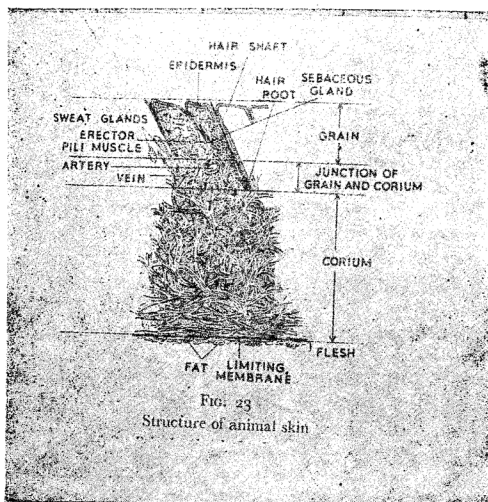 HAIR SHAFT
EPIDERMIS
HAIR ROOT
SEBACEOUS GLAND
SWEAT GLANDS
ERECTOR PILI MUSCLE
ARTERY
VEIN
GRAIN
JUNCTION OF GRAIN AND CORIUM
CORIUM
FLESH
FAT
LIMITING MEMBRANE
FIG. 23
Structure of animal skin